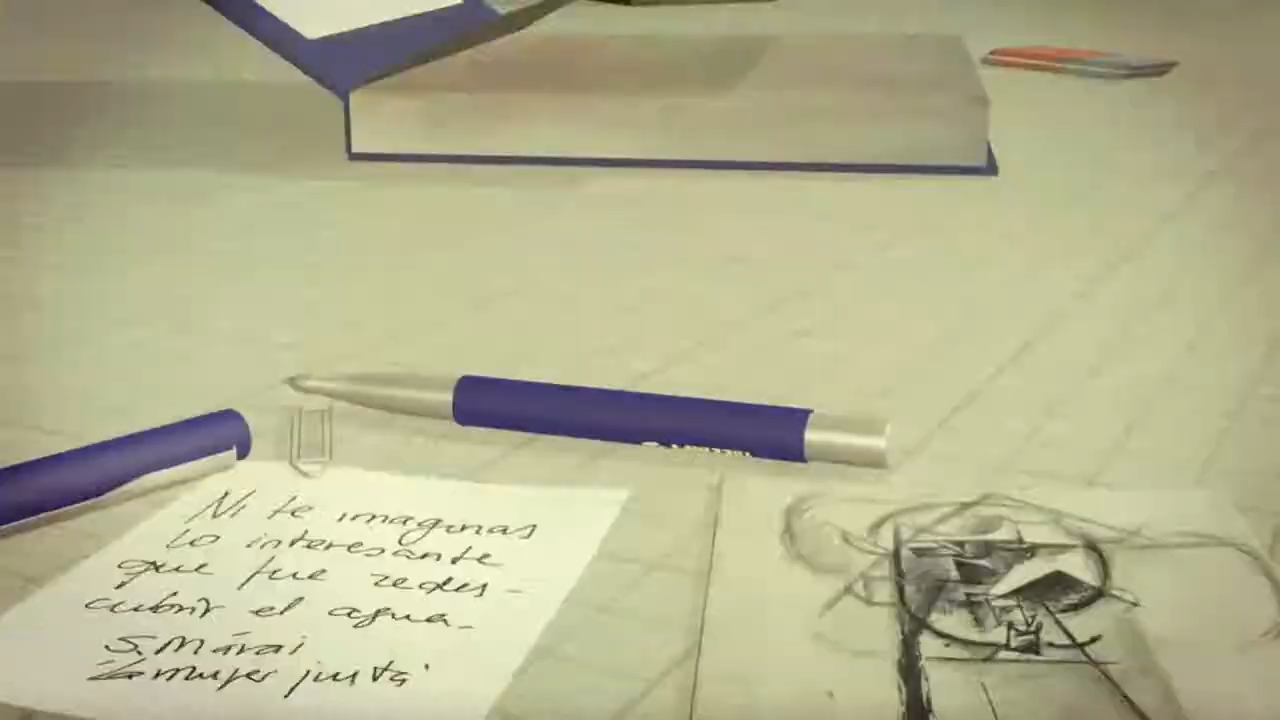 Ni te imaginas
lo interesante
que fue redes-
cubrir el agua.
S. Márai
"La mujer justa"